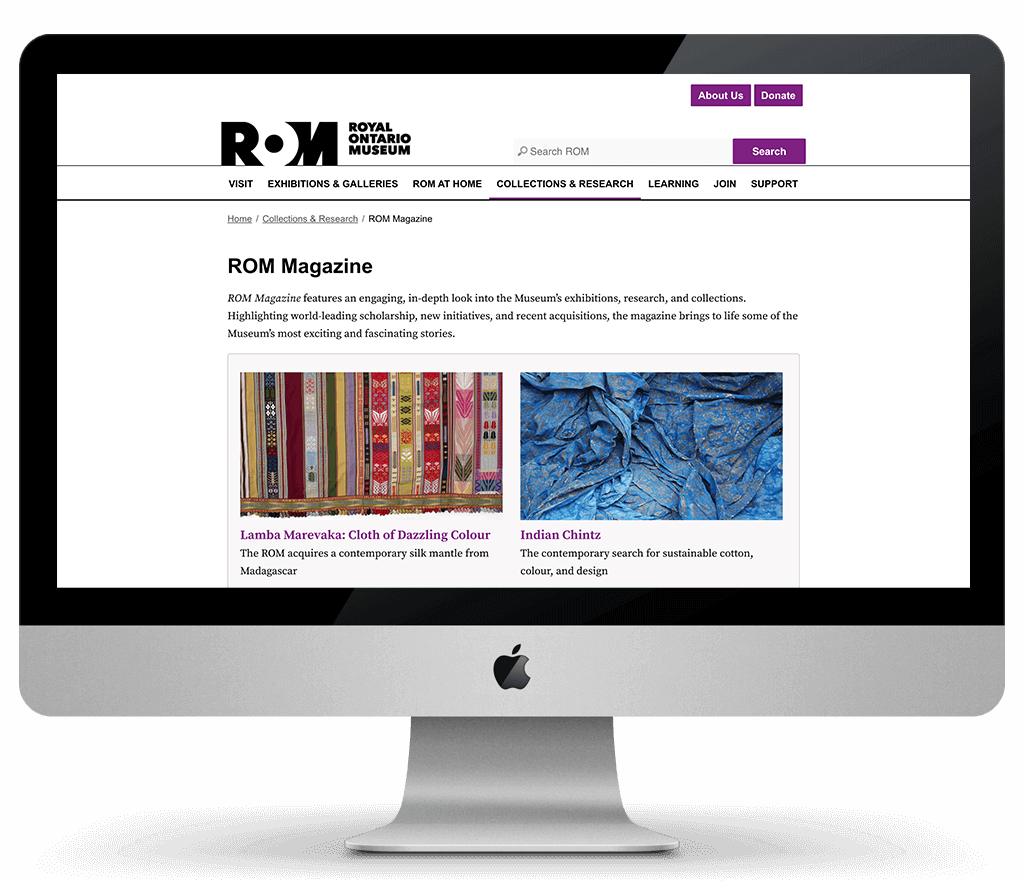 About Us Donate
ROM ROYAL
ONTARIO
MUSEUM
Search ROM Search
VISIT EXHIBITIONS & GALLERIES ROM AT HOME COLLECTIONS & RESEARCH LEARNING JOIN SUPPORT
Home / Collections & Research / ROM Magazine
ROM Magazine
ROM Magazine features an engaging, in-depth look into the Museum’s exhibitions, research, and collections.
Highlighting world-leading scholarship, new initiatives, and recent acquisitions, the magazine brings to life some of the
Museum’s most exciting and fascinating stories.
Lamba Marevaka: Cloth of Dazzling Colour
The ROM acquires a contemporary silk mantle from
Madagascar
Indian Chintz
The contemporary search for sustainable cotton,
colour, and design